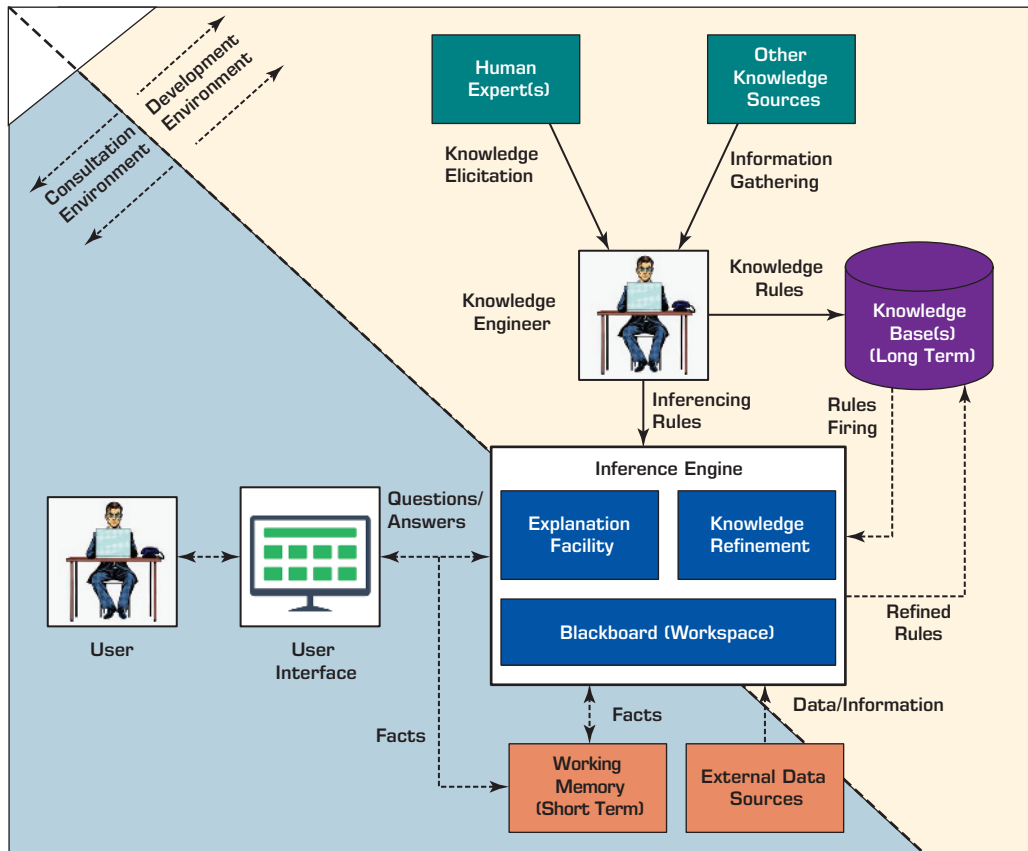 Development
Environment
Consultation
Environment
Human
Expert(s)
Other
Knowledge
Sources
Knowledge
Elicitation
Information
Gathering
Knowledge
Engineer
Knowledge
Rules
Knowledge
Base(s)
(Long Term)
Inferencing
Rules
Rules
Firing
Inference Engine
Explanation
Facility
Knowledge
Refinement
Blackboard (Workspace)
Questions/
Answers
User
User
Interface
Refined
Rules
Facts
Facts
Data/Information
Working
Memory
(Short Term)
External Data
Sources